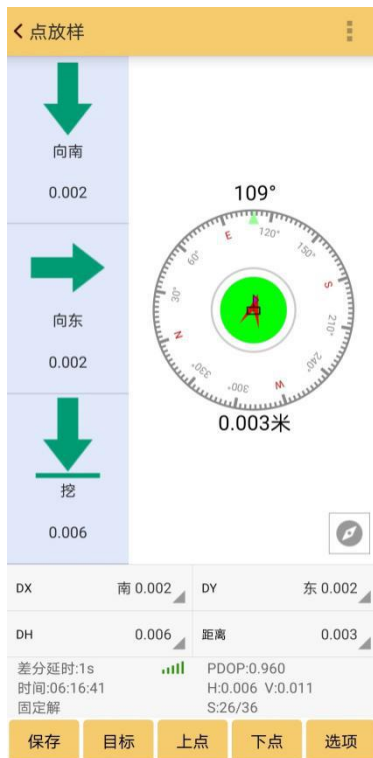 点放样
向南
0.002
向东
0.002
挖
0.006
109°
E
120°
150°
S
210°
240°
W
300°
330°
N
30°
60°
0.003米
DX 南 0.002 DY 东 0.002
DH 0.006 距离 0.003
差分延时:1s PDOP:0.960
时间:06:16:41 H:0.006 V:0.011
固定解 S:26/36
保存 目标 上点 下点 选项